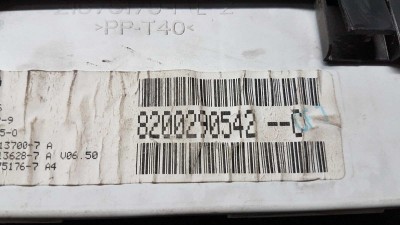 >PP-T40<
8200290542 --C
-9
5-0
13700-7 A
13628-7 A V06.50
75176-7 A4